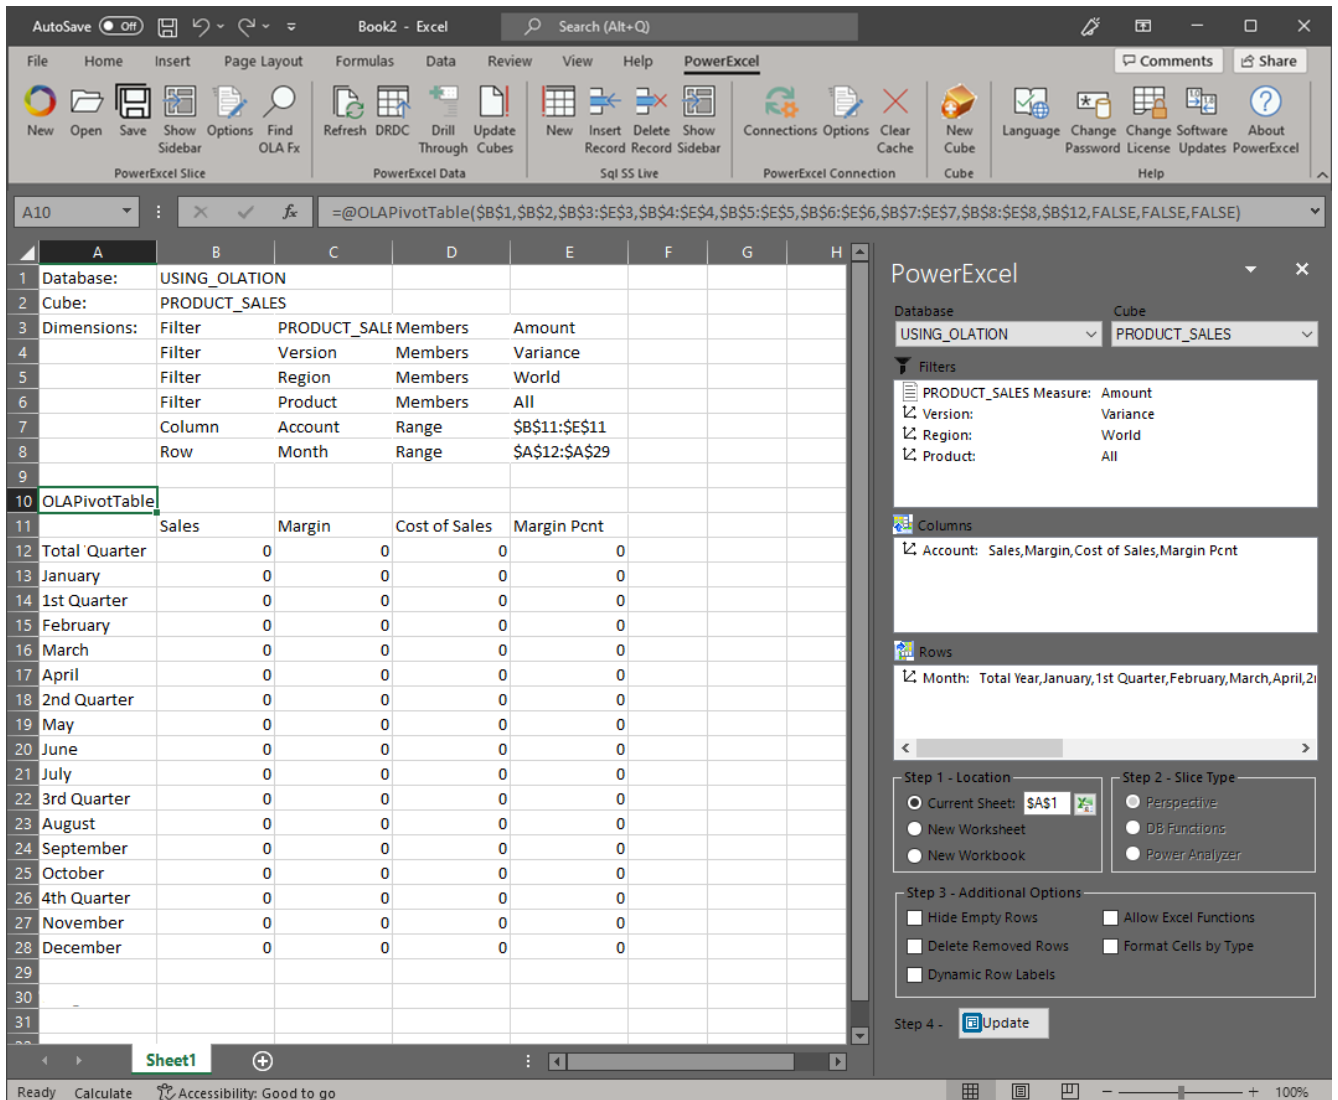 AutoSave Off Book2 - Excel Search (Alt+Q)
File Home Insert Page Layout Formulas Data Review View Help PowerExcel Comments Share
New Open Save Show Sidebar Options Find OLA Fx Refresh DRDC Drill Through Update Cubes New Insert Record Delete Record Show Sidebar Connections Options Clear Cache New Cube Language Change Password Change License Software Updates About PowerExcel
PowerExcel Slice PowerExcel Data Sql SS Live PowerExcel Connection Cube Help
A10 fx =@OLAPivotTable($B$1,$B$2,$B$3:$E$3,$B$4:$E$4,$B$5:$E$5,$B$6:$E$6,$B$7:$E$7,$B$8:$E$8,$B$12,FALSE,FALSE,FALSE)
A B C D E F G H
1 Database: USING_OLATION
2 Cube: PRODUCT_SALES
3 Dimensions: Filter PRODUCT_SALE Members Amount
4 Filter Version Members Variance
5 Filter Region Members World
6 Filter Product Members All
7 Column Account Range $B$11:$E$11
8 Row Month Range $A$12:$A$29
9
10 OLAPivotTable
11 Sales Margin Cost of Sales Margin Pcnt
12 Total Quarter 0 0 0 0
13 January 0 0 0 0
14 1st Quarter 0 0 0 0
15 February 0 0 0 0
16 March 0 0 0 0
17 April 0 0 0 0
18 2nd Quarter 0 0 0 0
19 May 0 0 0 0
20 June 0 0 0 0
21 July 0 0 0 0
22 3rd Quarter 0 0 0 0
23 August 0 0 0 0
24 September 0 0 0 0
25 October 0 0 0 0
26 4th Quarter 0 0 0 0
27 November 0 0 0 0
28 December 0 0 0 0
29
30
31
Sheet1
PowerExcel
Database Cube
USING_OLATION PRODUCT_SALES
Filters
PRODUCT_SALES Measure: Amount
Version: Variance
Region: World
Product: All
Columns
Account: Sales,Margin,Cost of Sales,Margin Pcnt
Rows
Month: Total Year,January,1st Quarter,February,March,April,2
Step 1 - Location Step 2 - Slice Type
Current Sheet: $A$1 Perspective
New Worksheet DB Functions
New Workbook Power Analyzer
Step 3 - Additional Options
Hide Empty Rows Allow Excel Functions
Delete Removed Rows Format Cells by Type
Dynamic Row Labels
Step 4 - Update
Ready Calculate Accessibility: Good to go 100%